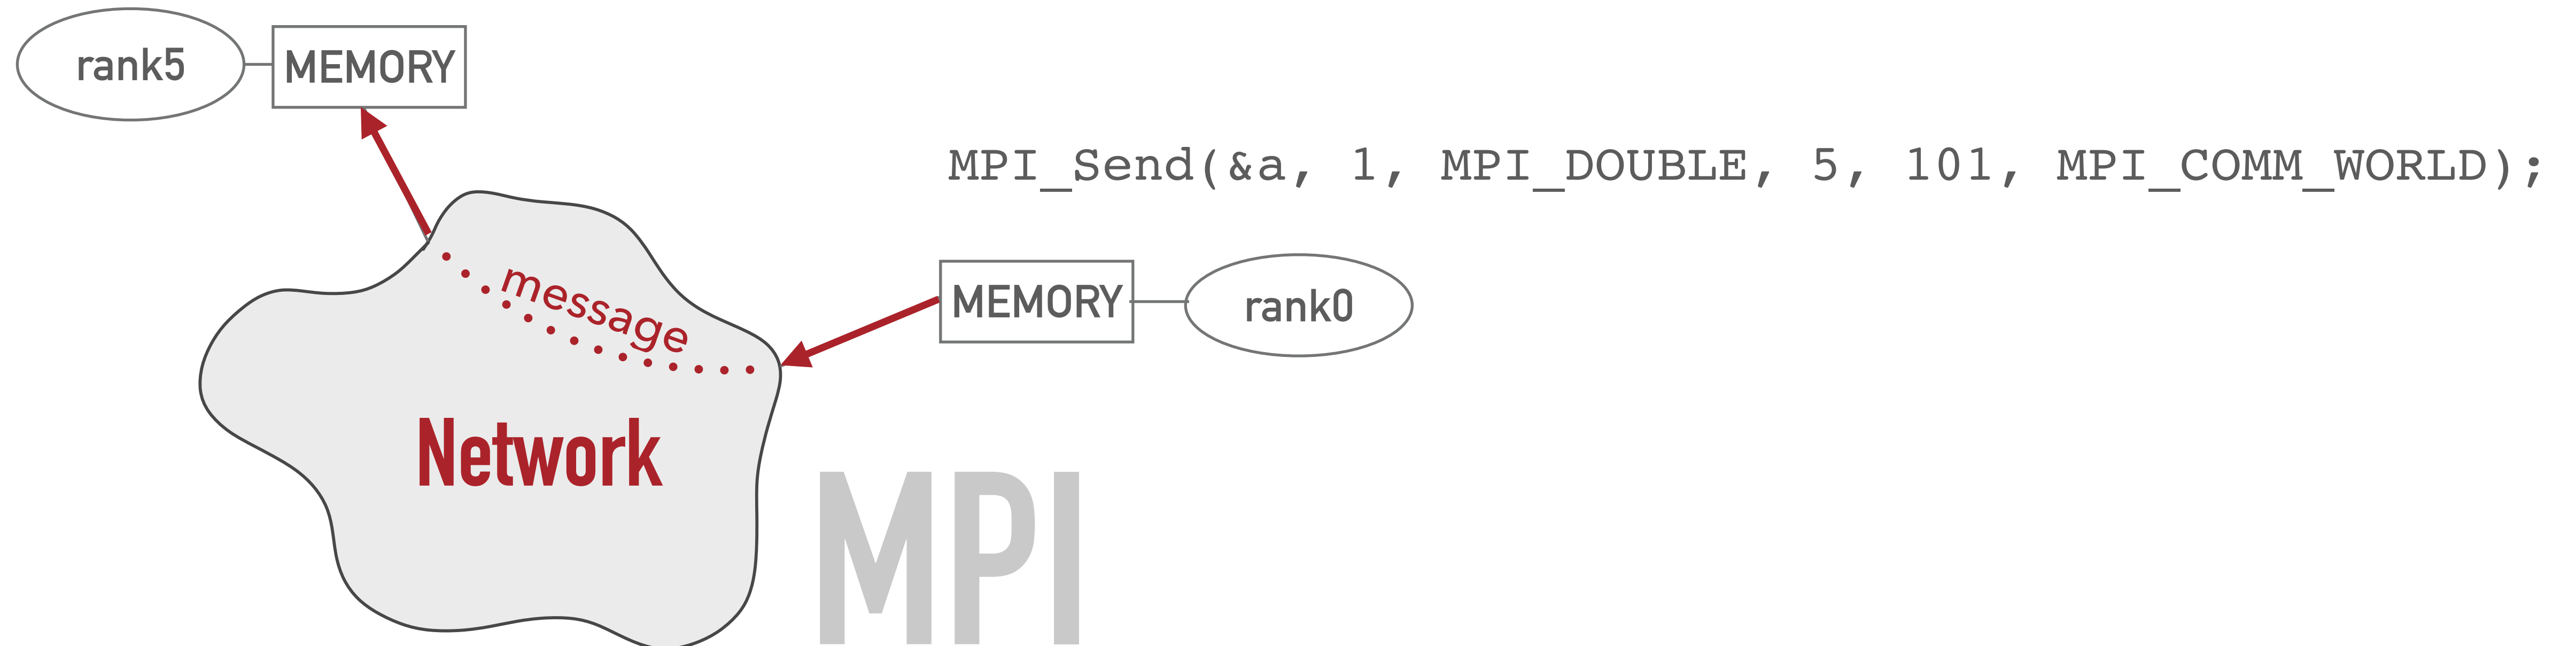 rank5
MEMORY
MPI_Send(&a, 1, MPI_DOUBLE, 5, 101, MPI_COMM_WORLD);
message
MEMORY
rank0
Network
MPI